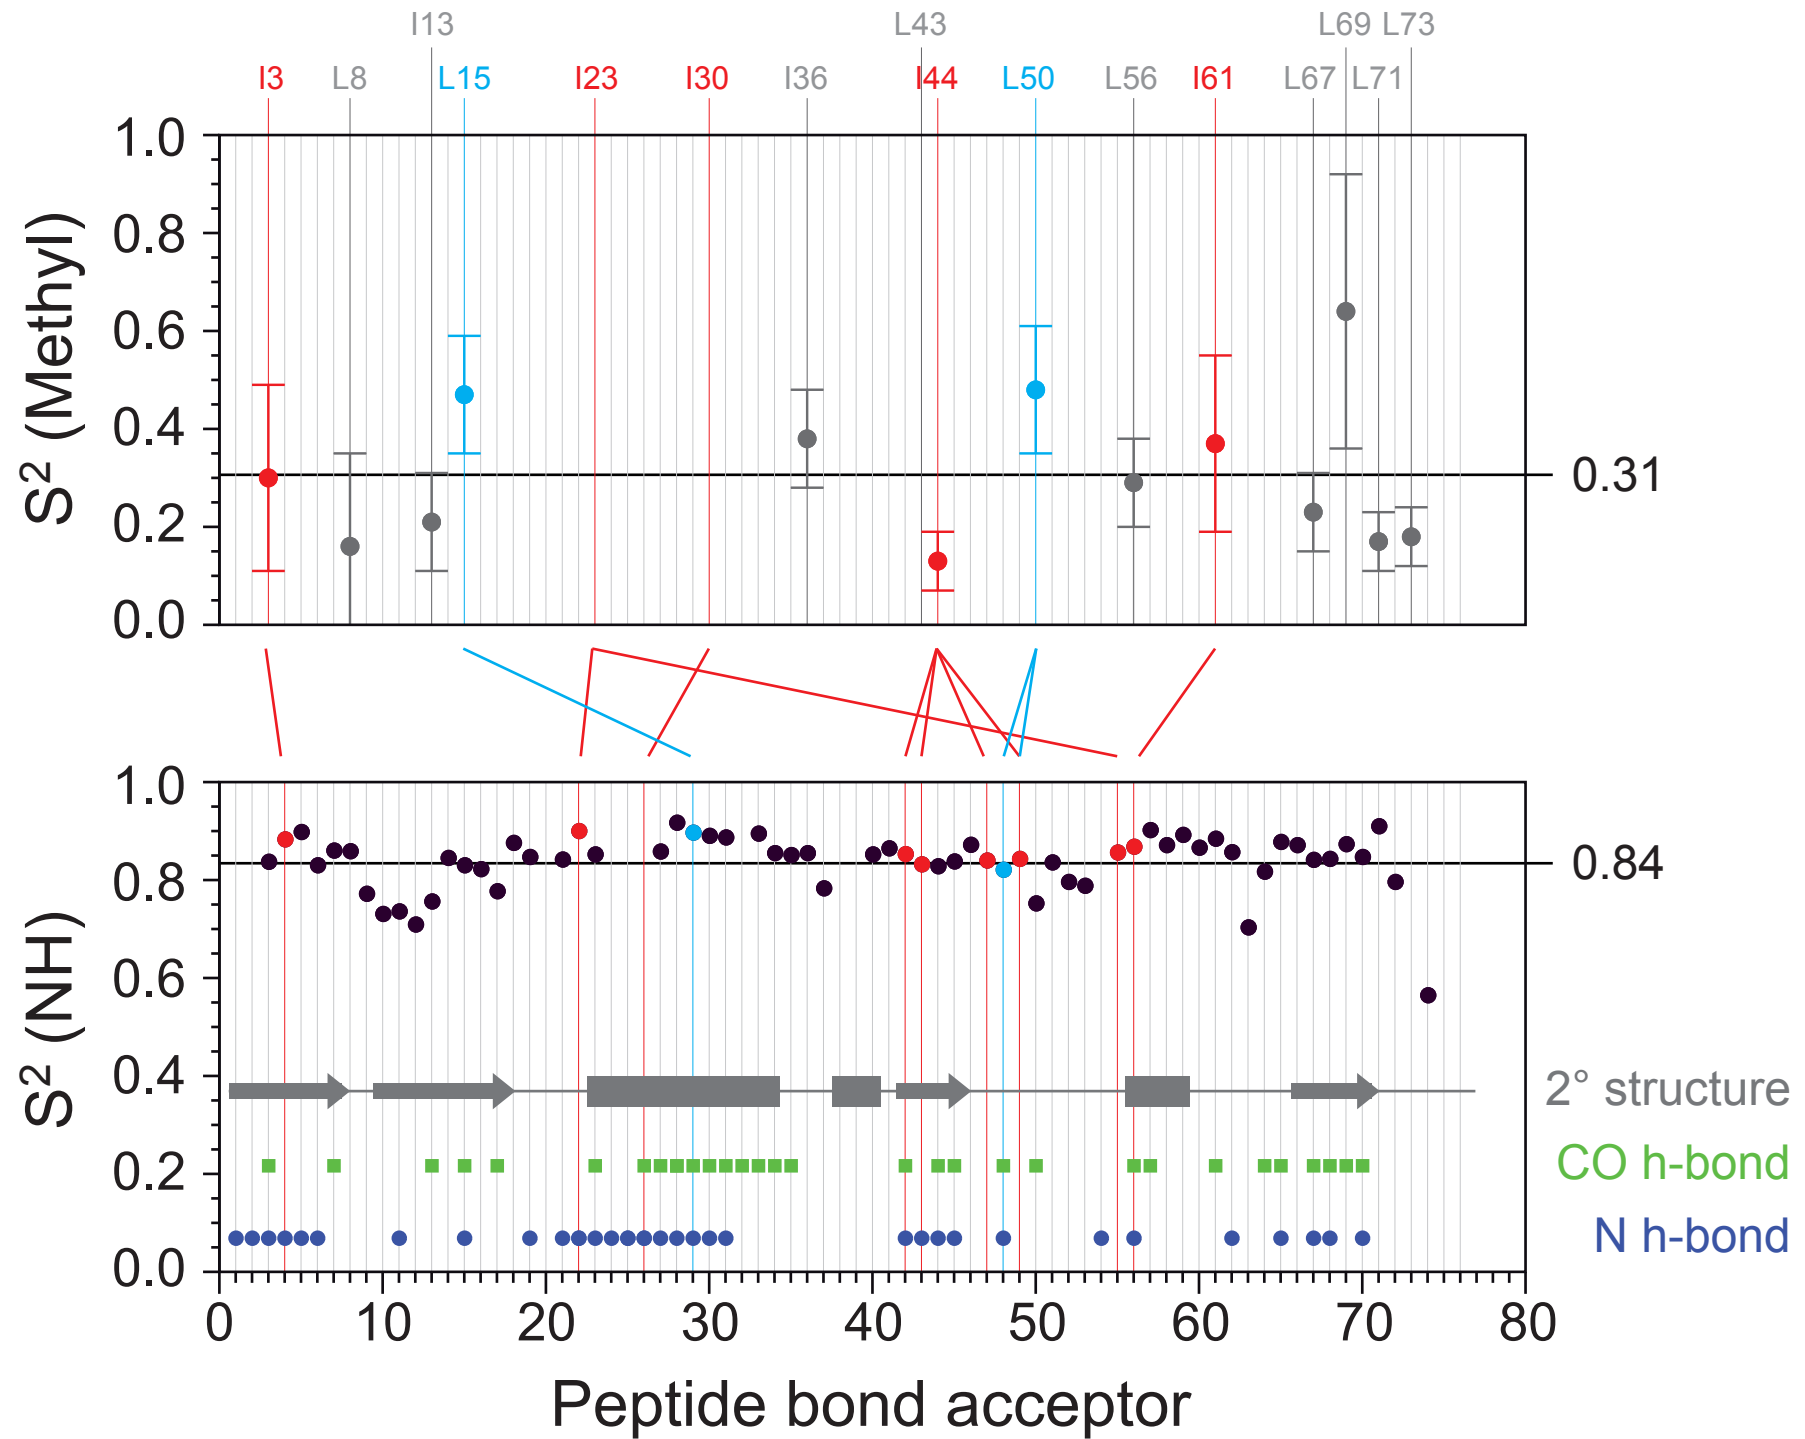 I13 L43 L69 L73
I3 L8 L15 I23 I30 I36 I44 L50 L56 I61 L67 L71
S2 (Methyl)
1.0
0.8
0.6
0.4
0.2
0.0
0.31
S2 (NH)
1.0
0.8
0.6
0.4
0.2
0.0
0.84
2° structure
CO h-bond
N h-bond
0 10 20 30 40 50 60 70 80
Peptide bond acceptor